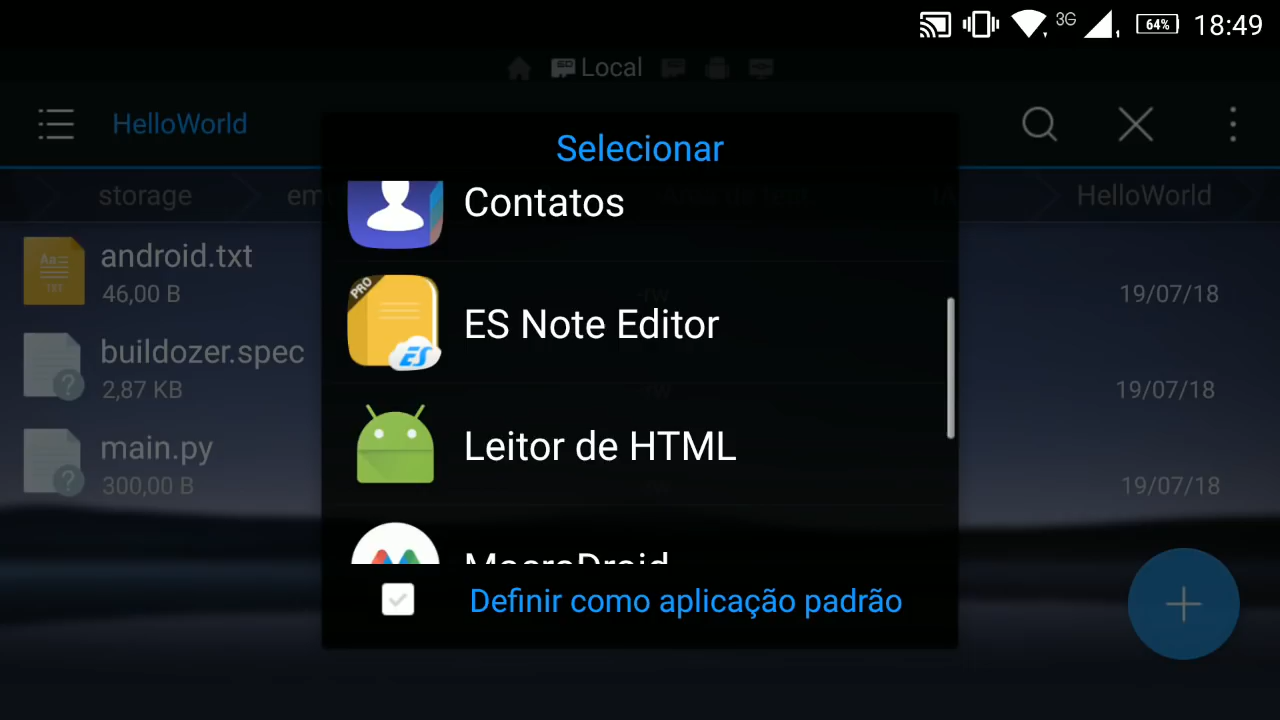 3G
64%
18:49
Local
HelloWorld
Selecionar
storage
HelloWorld
Contatos
android.txt
46,00 B
19/07/18
ES Note Editor
PRO
ES
buildozer.spec
2,87 KB
19/07/18
Leitor de HTML
main.py
300,00 B
19/07/18
MacroDroid
Definir como aplicação padrão